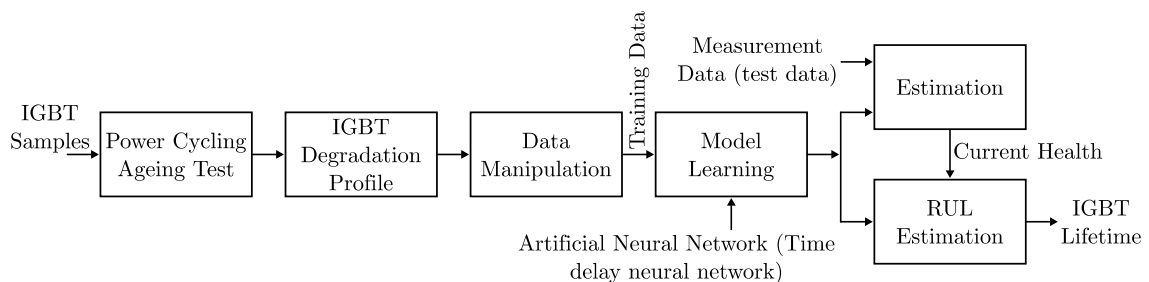 IGBT
Samples
Power Cycling
Ageing Test
IGBT
Degradation
Profile
Data
Manipulation
Training Data
Model
Learning
Artificial Neural Network (Time
delay neural network)
Measurement
Data (test data)
Estimation
Current Health
RUL
Estimation
IGBT
Lifetime